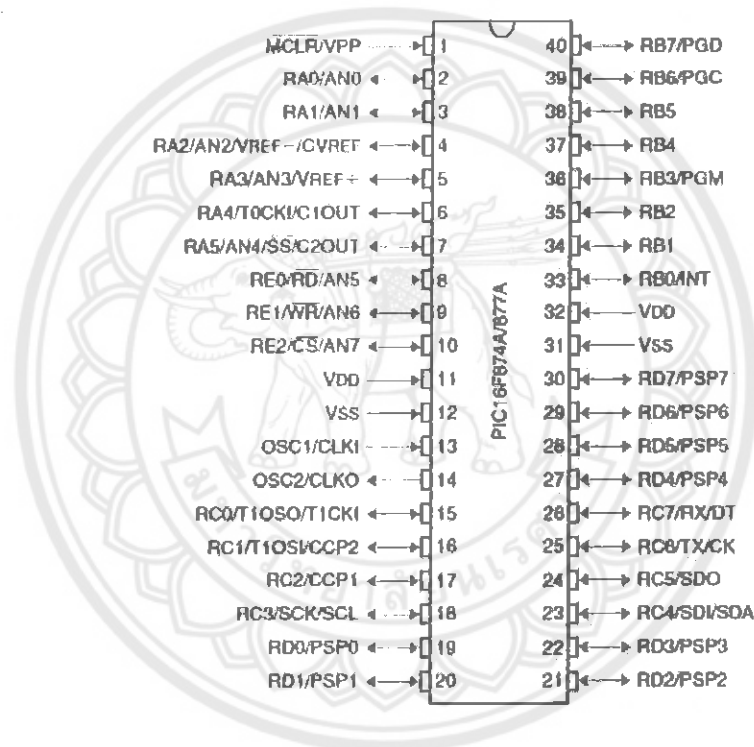 MCLR/VPP 1 40 RB7/PGD
RA0/AN0 2 39 RB6/PGC
RA1/AN1 3 38 RB5
RA2/AN2/VREF-/CVREF 4 37 RB4
RA3/AN3/VREF+ 5 36 RB3/PGM
RA4/T0CKI/C1OUT 6 35 RB2
RA5/AN4/SS/C2OUT 7 34 RB1
RE0/RD/AN5 8 33 RB0/INT
RE1/WR/AN6 9 32 VDD
RE2/CS/AN7 10 31 VSS
VDD 11 30 RD7/PSP7
VSS 12 29 RD6/PSP6
OSC1/CLKI 13 28 RD5/PSP5
OSC2/CLKO 14 27 RD4/PSP4
RC0/T1OSO/T1CKI 15 26 RC7/RX/DT
RC1/T1OSI/CCP2 16 25 RC6/TX/CK
RC2/CCP1 17 24 RC5/SDO
RC3/SCK/SCL 18 23 RC4/SDI/SDA
RD0/PSP0 19 22 RD3/PSP3
RD1/PSP1 20 21 RD2/PSP2
PIC16F874A/877A